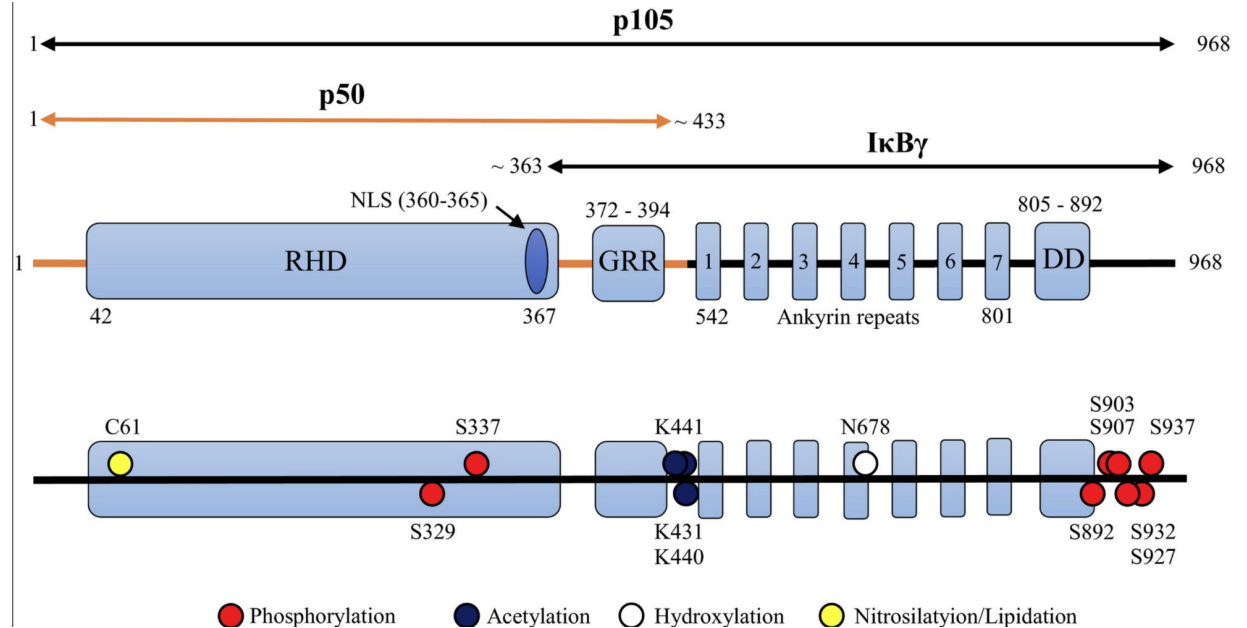 p105
1 968
p50
1 ~ 433
IκBγ
~ 363 968
NLS (360-365)
372 - 394
805 - 892
1 RHD GRR 1 2 3 4 5 6 7 DD 968
42 367 542 Ankyrin repeats 801
S903
C61 S337 K441 N678 S907 S937
S329 K431 S892 S932
K440 S927
Phosphorylation Acetylation Hydroxylation Nitrosilatyion/Lipidation